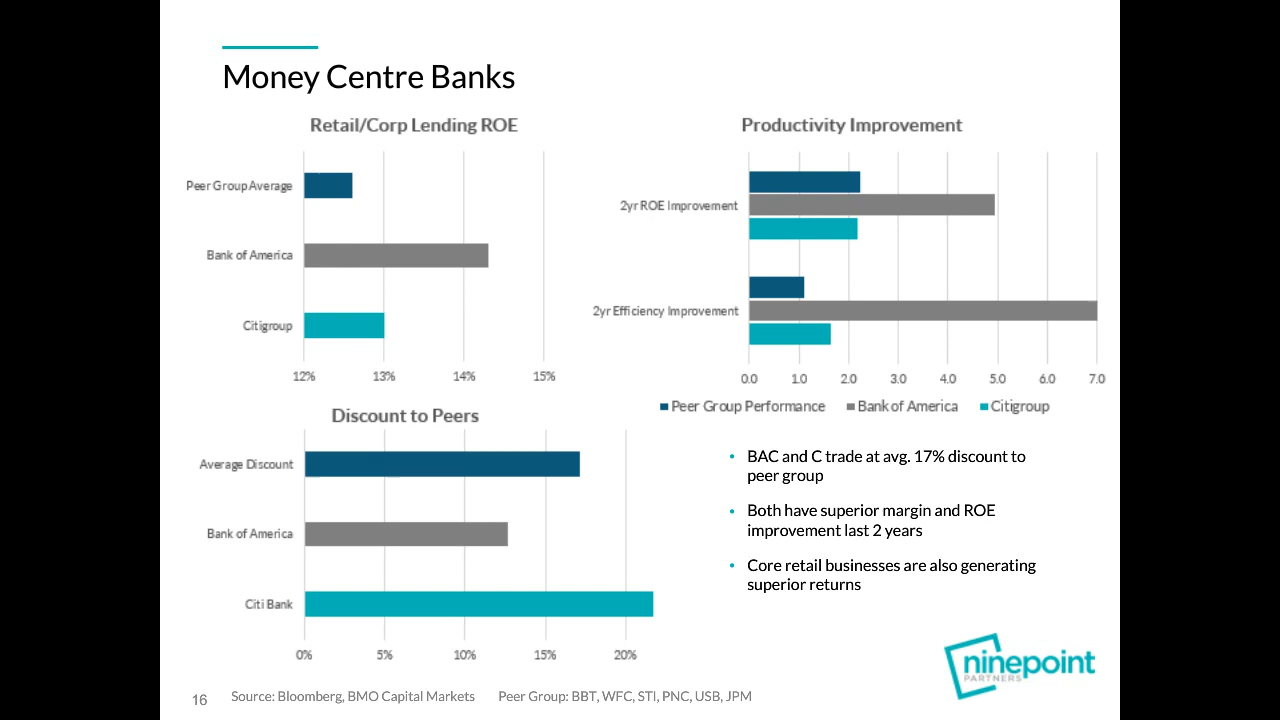 Money Centre Banks
Retail/Corp Lending ROE
Peer Group Average
Bank of America
Citigroup
12% 13% 14% 15%
Productivity Improvement
2yr ROE Improvement
2yr Efficiency Improvement
0.0 1.0 2.0 3.0 4.0 5.0 6.0 7.0
Peer Group Performance Bank of America Citigroup
Discount to Peers
Average Discount
Bank of America
Citi Bank
0% 5% 10% 15% 20%
• BAC and C trade at avg. 17% discount to
peer group
• Both have superior margin and ROE
improvement last 2 years
• Core retail businesses are also generating
superior returns
ninepoint
PARTNERS
16 Source: Bloomberg, BMO Capital Markets Peer Group: BBT, WFC, STI, PNC, USB, JPM